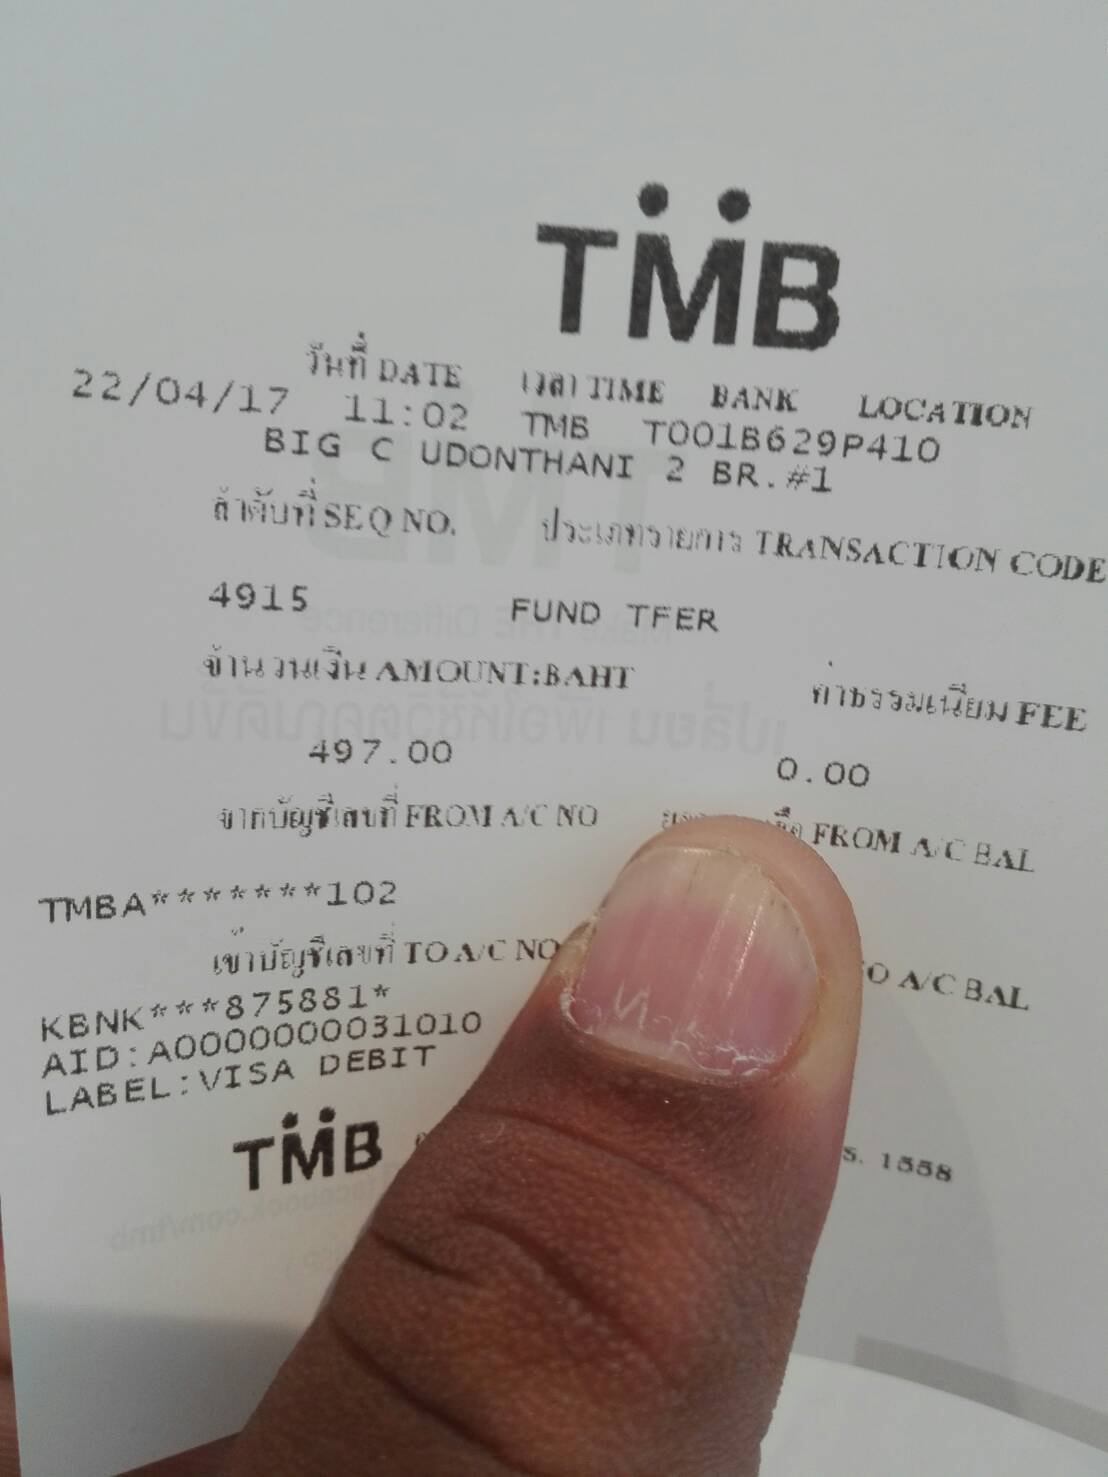 TMB
วันที่ DATE เวลา TIME BANK LOCATION
22/04/17 11:02 TMB T001B629P410
BIG C UDONTHANI 2 BR.#1
ลำดับที่ SEQ NO. ประเภทรายการ TRANSACTION CODE
4915 FUND TFER
จำนวนเงิน AMOUNT:BAHT ค่าธรรมเนียม FEE
497.00 0.00
จากบัญชีเลขที่ FROM A/C NO FROM A/C BAL
TMBA*******102
เข้าบัญชีเลขที่ TO A/C NO O A/C BAL
KBNK***875881*
AID:A0000000031010
LABEL:VISA DEBIT
TMB 1558